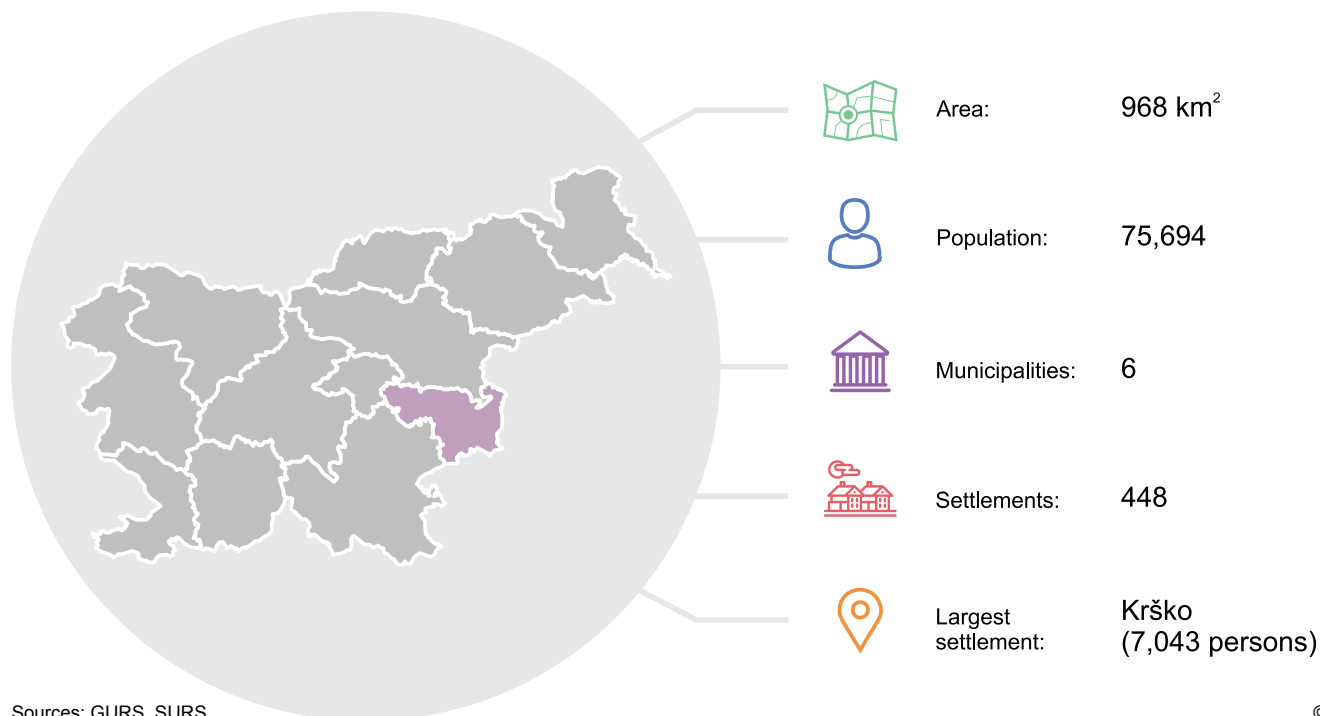 Area: 968 km²
Population: 75,694
Municipalities: 6
Settlements: 448
Largest
settlement:
Krško
(7,043 persons)
Sources: GURS, SURS
©